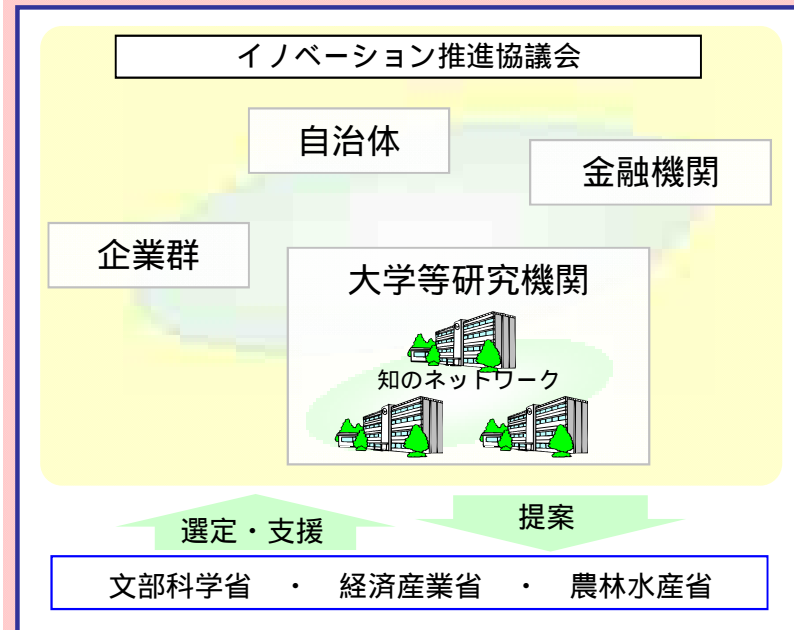 イノベーション推進協議会
自治体
金融機関
企業群
大学等研究機関
知のネットワーク
選定・支援
提案
文部科学省 ・ 経済産業省 ・ 農林水産省